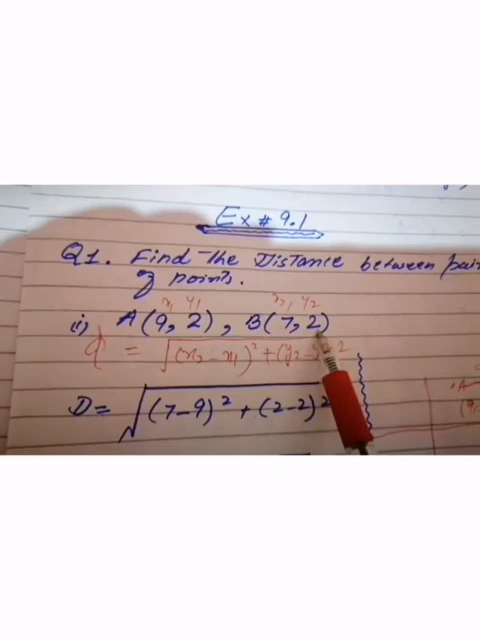 Ex # 9.1
Q1. Find The Distance between pair
of points.
x1 y1 x2, y2
(i) A(9, 2), B(7, 2)
d = √(x2 - x1)² + (y2 - 2
D = √(7-9)² + (2-2)²